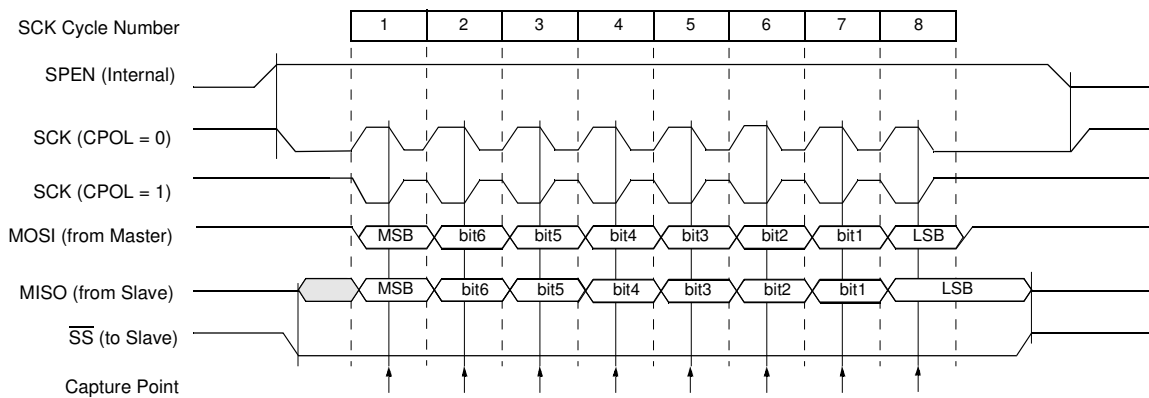 SCK Cycle Number 1 2 3 4 5 6 7 8
SPEN (Internal)
SCK (CPOL = 0)
SCK (CPOL = 1)
MOSI (from Master) MSB bit6 bit5 bit4 bit3 bit2 bit1 LSB
MISO (from Slave) MSB bit6 bit5 bit4 bit3 bit2 bit1 LSB
S̅S̅ (to Slave)
Capture Point